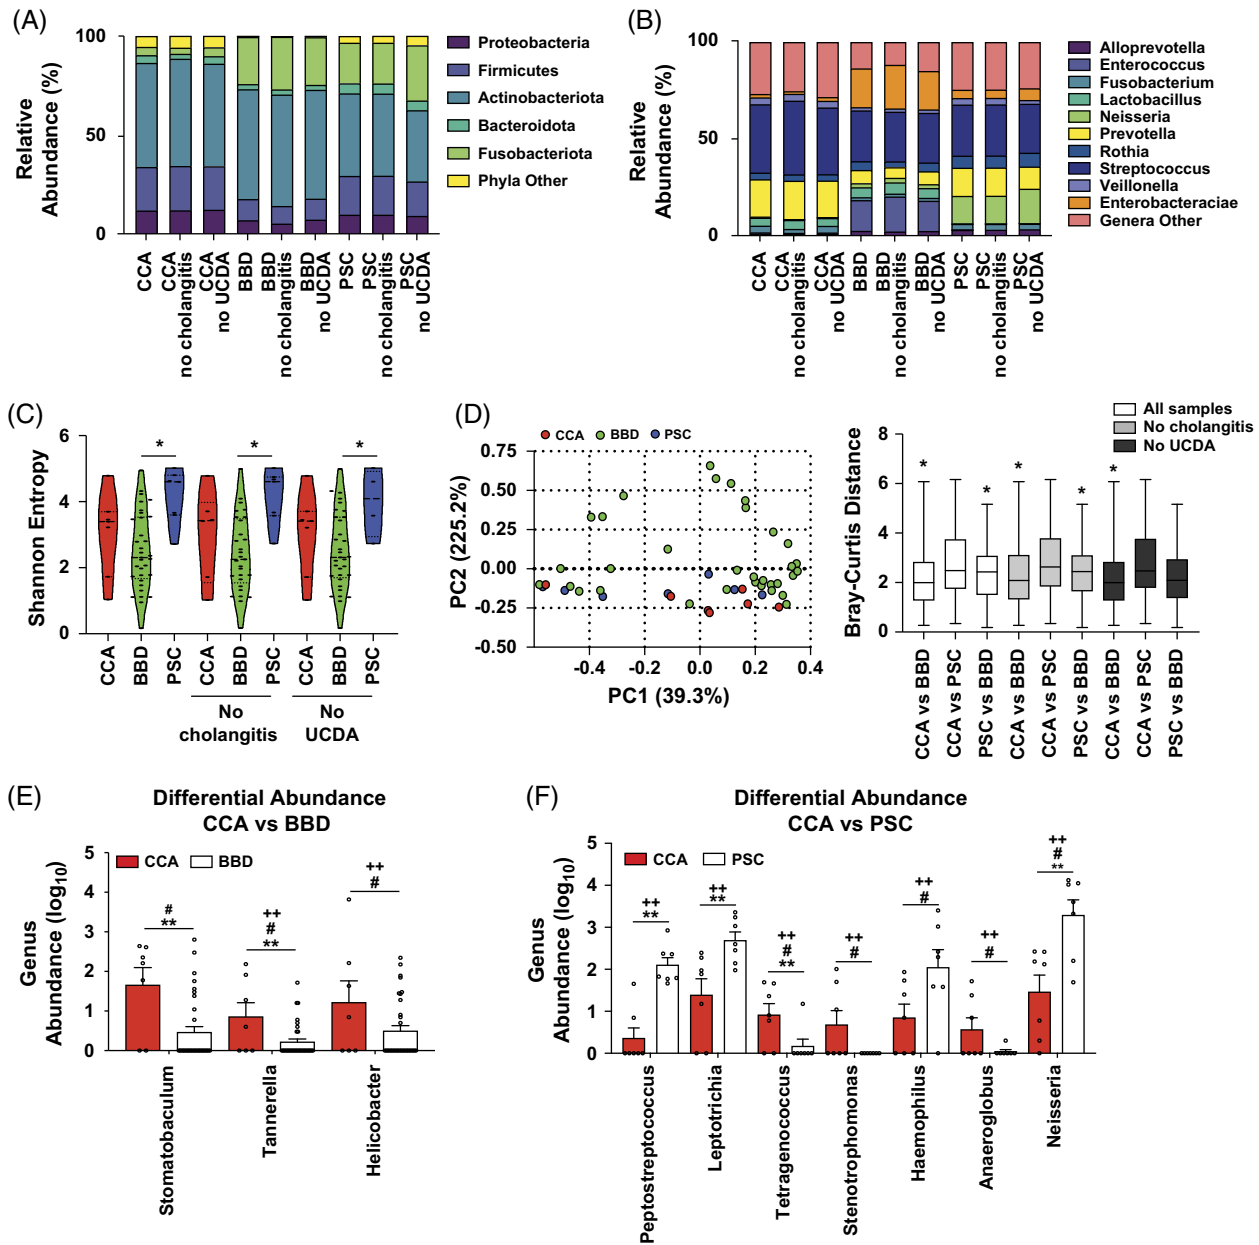 (A)
100
50
0
Relative
Abundance (%)
CCA
CCA
no cholangitis
CCA
no UCDA
BBD
BBD
no cholangitis
BBD
no UCDA
PSC
PSC
no cholangitis
PSC
no UCDA
Proteobacteria
Firmicutes
Actinobacteriota
Bacteroidota
Fusobacteriota
Phyla Other
(B)
100
50
0
Relative
Abundance (%)
CCA
CCA
no cholangitis
CCA
no UCDA
BBD
BBD
no cholangitis
BBD
no UCDA
PSC
PSC
no cholangitis
PSC
no UCDA
Alloprevotella
Enterococcus
Fusobacterium
Lactobacillus
Neisseria
Prevotella
Rothia
Streptococcus
Veillonella
Enterobacteraciae
Genera Other
(C)
6
4
2
0
Shannon Entropy
* * *
CCA
BBD
PSC
CCA
BBD
PSC
CCA
BBD
PSC
No
cholangitis
No
UCDA
(D)
CCA BBD PSC
0.75
0.50
0.25
0.00
-0.25
-0.50
PC2 (225.2%)
-0.4 -0.2 0.0 0.2 0.4
PC1 (39.3%)
All samples
No cholangitis
No UCDA
8
6
4
2
0
Bray-Curtis Distance
* * * * *
CCA vs BBD
CCA vs PSC
PSC vs BBD
CCA vs BBD
CCA vs PSC
PSC vs BBD
CCA vs BBD
CCA vs PSC
PSC vs BBD
(E)
Differential Abundance
CCA vs BBD
CCA BBD
5
4
3
2
1
0
Genus
Abundance (log10)
#
**
++
#
**
++
#
Stomatobaculum
Tannerella
Helicobacter
(F)
Differential Abundance
CCA vs PSC
CCA PSC
5
4
3
2
1
0
Genus
Abundance (log10)
++
**
++
**
++
#
**
++
#
++
#
++
#
++
#
**
Peptostreptococcus
Leptotrichia
Tetragenococcus
Stenotrophomonas
Haemophilus
Anaeroglobus
Neisseria